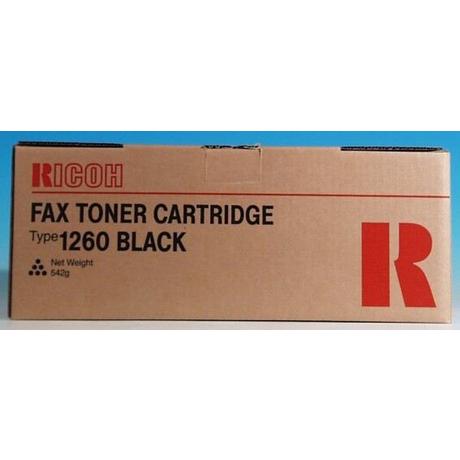 RICOH
FAX TONER CARTRIDGE
Type 1260 BLACK
Net Weight
542g
R